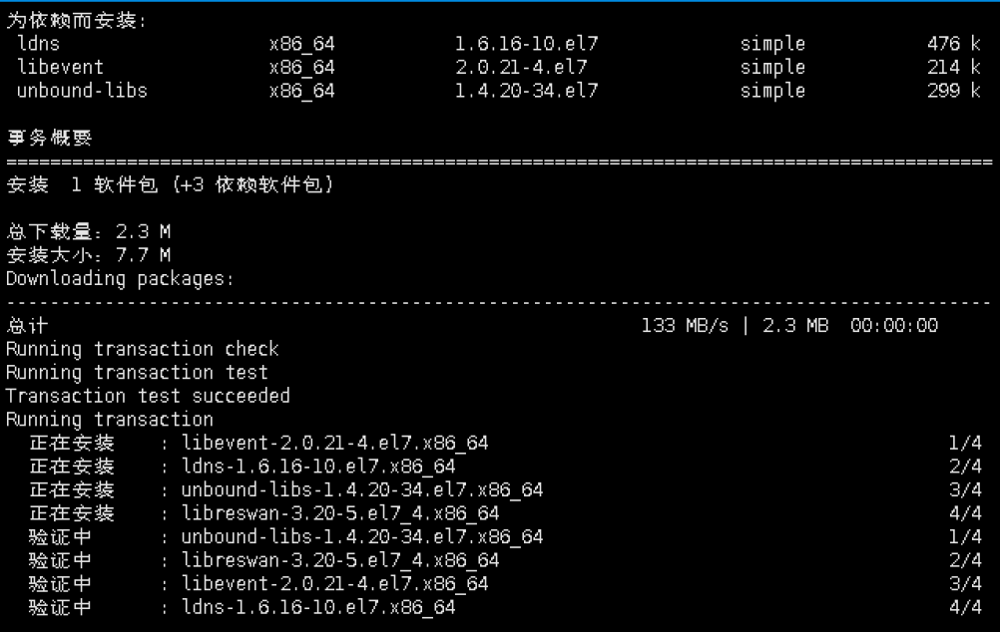 为依赖而安装:
ldns x86_64 1.6.16-10.el7 simple 476 k
libevent x86_64 2.0.21-4.el7 simple 214 k
unbound-libs x86_64 1.4.20-34.el7 simple 299 k
事务概要
==========================================================================================
安装 1 软件包 (+3 依赖软件包)
总下载量：2.3 M
安装大小：7.7 M
Downloading packages:
------------------------------------------------------------------------------------------
总计 133 MB/s | 2.3 MB 00:00:00
Running transaction check
Running transaction test
Transaction test succeeded
Running transaction
正在安装 : libevent-2.0.21-4.el7.x86_64 1/4
正在安装 : ldns-1.6.16-10.el7.x86_64 2/4
正在安装 : unbound-libs-1.4.20-34.el7.x86_64 3/4
正在安装 : libreswan-3.20-5.el7_4.x86_64 4/4
验证中 : unbound-libs-1.4.20-34.el7.x86_64 1/4
验证中 : libreswan-3.20-5.el7_4.x86_64 2/4
验证中 : libevent-2.0.21-4.el7.x86_64 3/4
验证中 : ldns-1.6.16-10.el7.x86_64 4/4